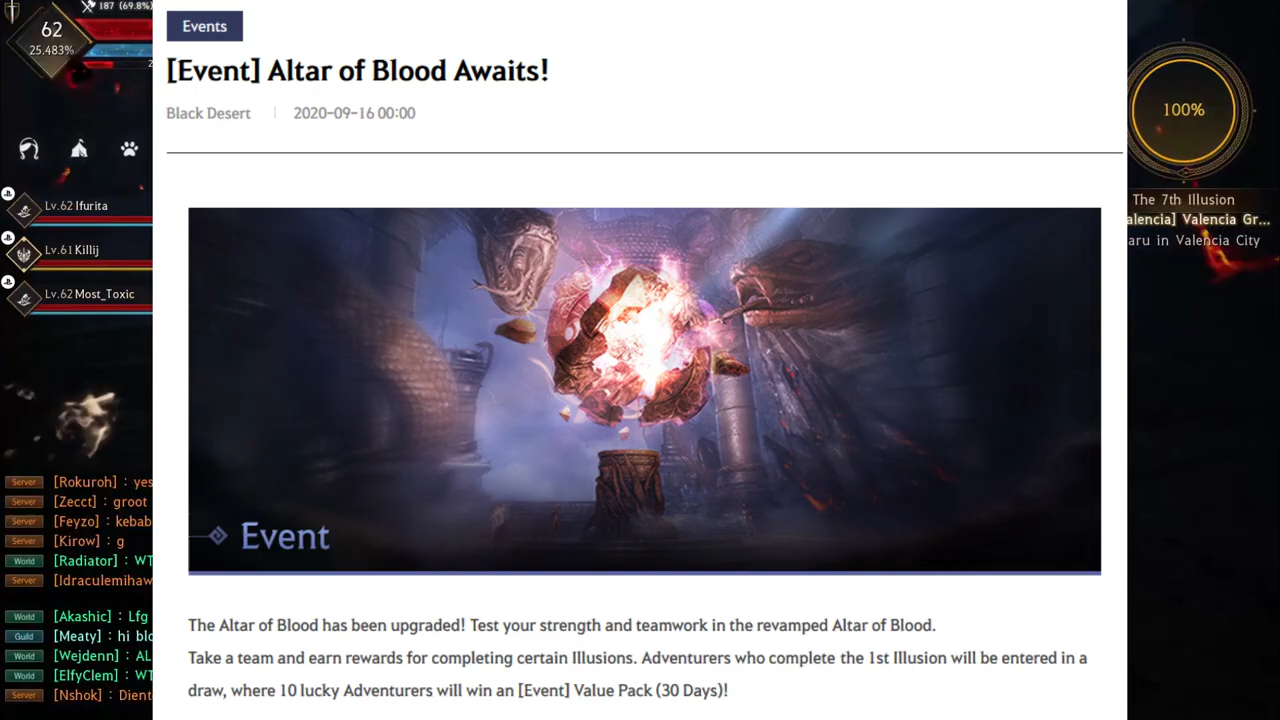 187 (69.8%)
62
25.483%
Lv.62 Ifurita
Lv.61 Killij
Lv.62 Most_Toxic
Server [Rokuroh] : yes
Server [Zecct] : groot
Server [Feyzo] : kebab
Server [Kirow] : g
World [Radiator] : WT
Server [Idraculemihaw
World [Akashic] : Lfg
Guild [Meaty] : hi blo
World [Wejdenn] : AL
World [ElfyClem] : WT
Server [Nshok] : Dient
Events
[Event] Altar of Blood Awaits!
Black Desert | 2020-09-16 00:00
Event
The Altar of Blood has been upgraded! Test your strength and teamwork in the revamped Altar of Blood.
Take a team and earn rewards for completing certain Illusions. Adventurers who complete the 1st Illusion will be entered in a
draw, where 10 lucky Adventurers will win an [Event] Value Pack (30 Days)!
100%
The 7th Illusion
alencia] Valencia Gr...
aru in Valencia City